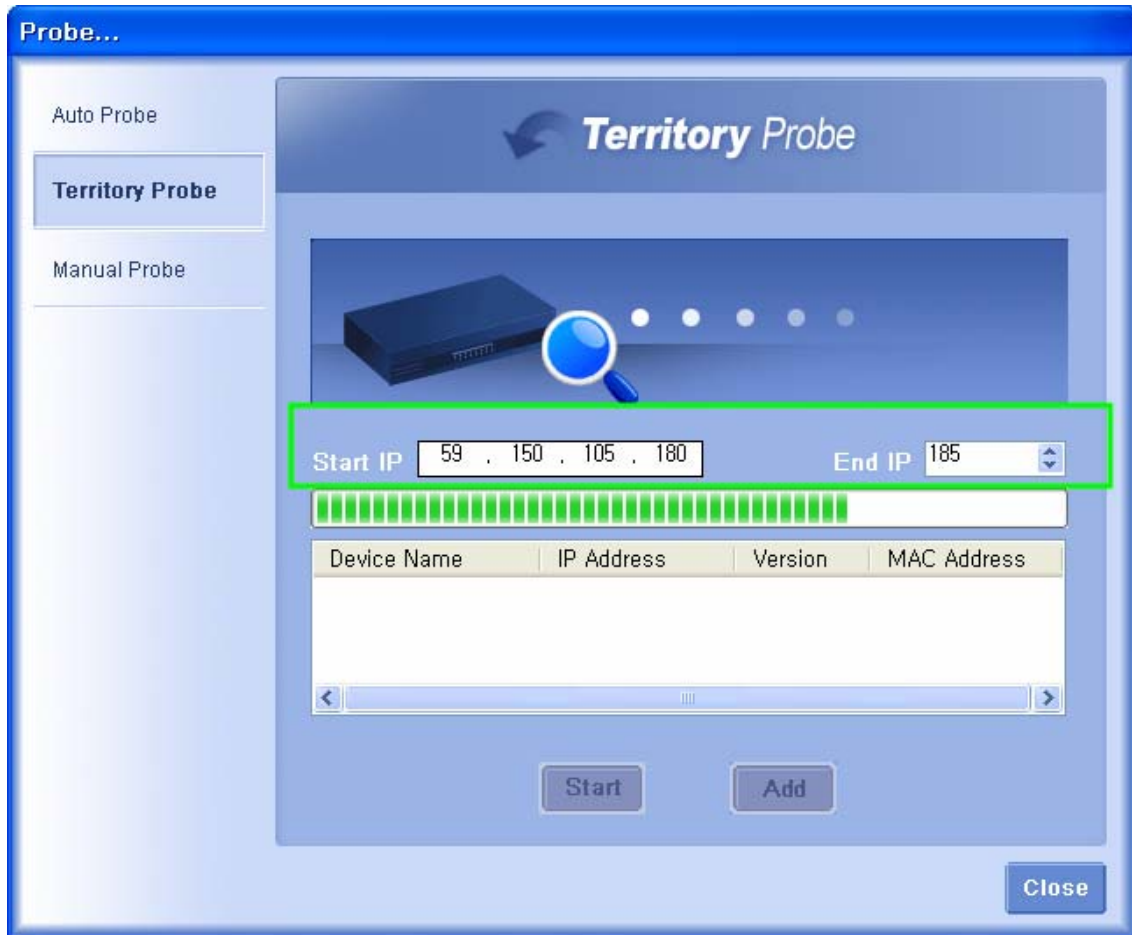 Probe...
Auto Probe
Territory Probe
Manual Probe
Territory Probe
Start IP 59 . 150 . 105 . 180 End IP 185
Device Name IP Address Version MAC Address
Start Add
Close